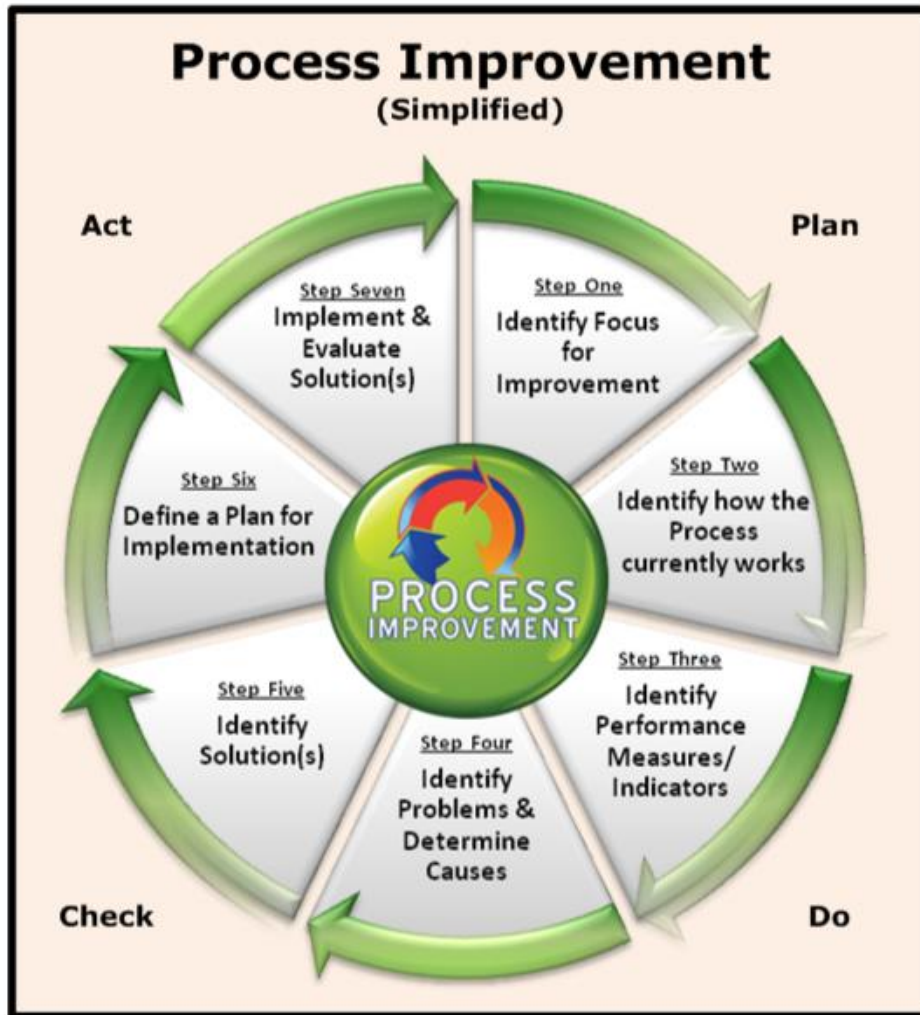 Process Improvement
(Simplified)
Act
Plan
Step Seven
Implement &
Evaluate
Solution(s)
Step One
Identify Focus
for
Improvement
Step Two
Identify how the
Process
currently works
Step Three
Identify
Performance
Measures/
Indicators
Step Four
Identify
Problems &
Determine
Causes
Step Five
Identify
Solution(s)
Step Six
Define a Plan for
Implementation
PROCESS
IMPROVEMENT
Check
Do